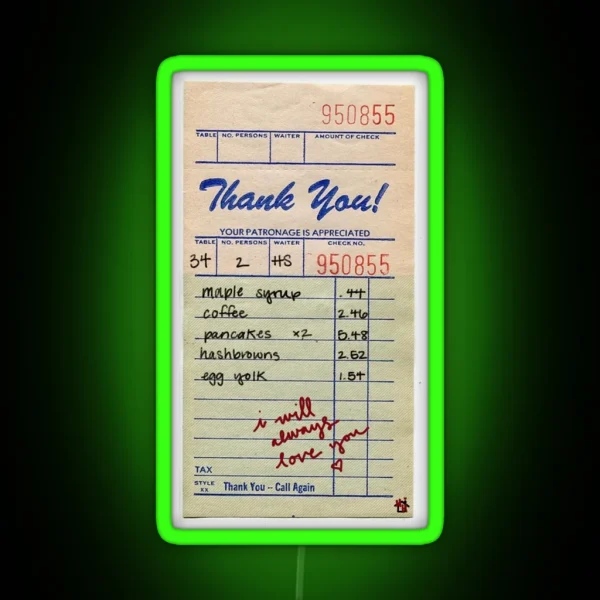 950855
TABLE NO. PERSONS WAITER AMOUNT OF CHECK
Thank You!
YOUR PATRONAGE IS APPRECIATED
TABLE NO. PERSONS WAITER CHECK NO.
34 2 HS 950855
maple syrup .44
coffee 2.46
pancakes x2 5.48
hashbrowns 2.52
egg yolk 1.54
i will
always
love you
TAX
STYLE
XX Thank You – Call Again